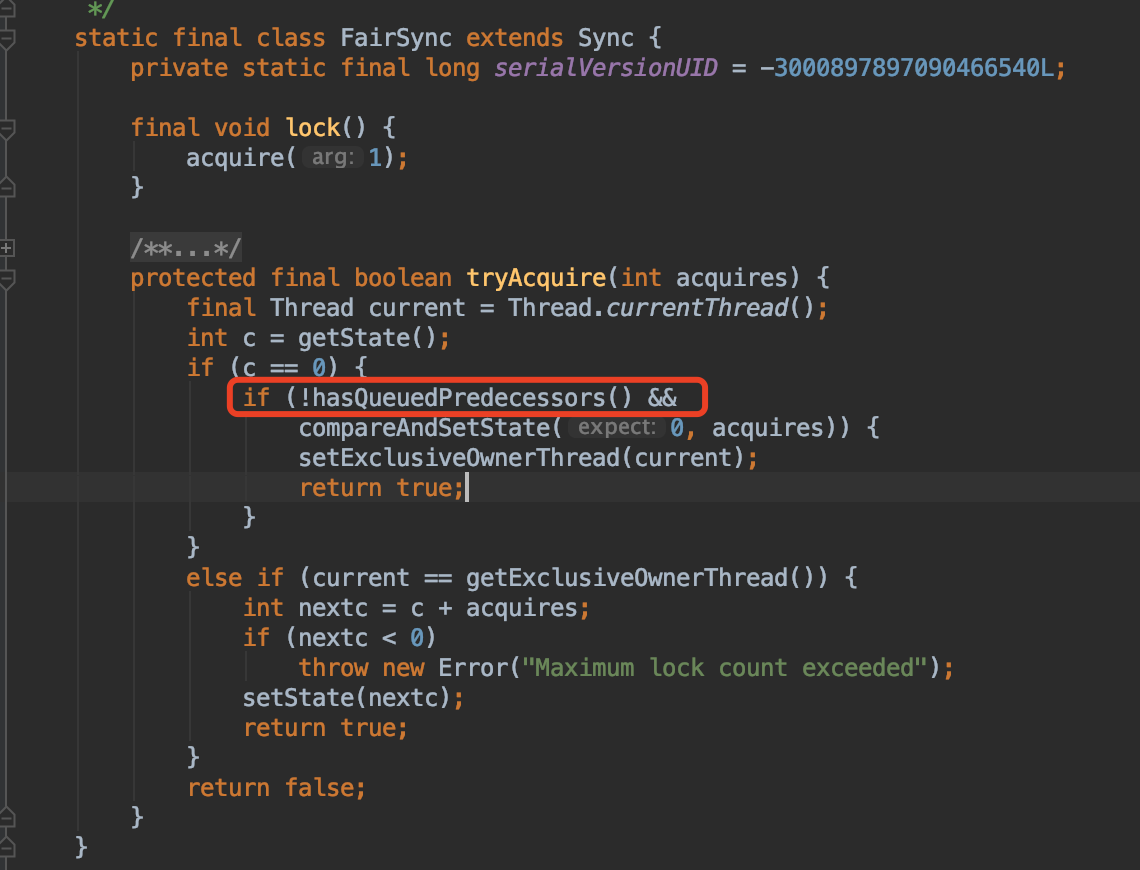 */
static final class FairSync extends Sync {
private static final long serialVersionUID = -3000897897090466540L;
final void lock() {
acquire( arg: 1);
}
/**...*/
protected final boolean tryAcquire(int acquires) {
final Thread current = Thread.currentThread();
int c = getState();
if (c == 0) {
if (!hasQueuedPredecessors() &&
compareAndSetState( expect: 0, acquires)) {
setExclusiveOwnerThread(current);
return true;
}
}
else if (current == getExclusiveOwnerThread()) {
int nextc = c + acquires;
if (nextc < 0)
throw new Error("Maximum lock count exceeded");
setState(nextc);
return true;
}
return false;
}
}